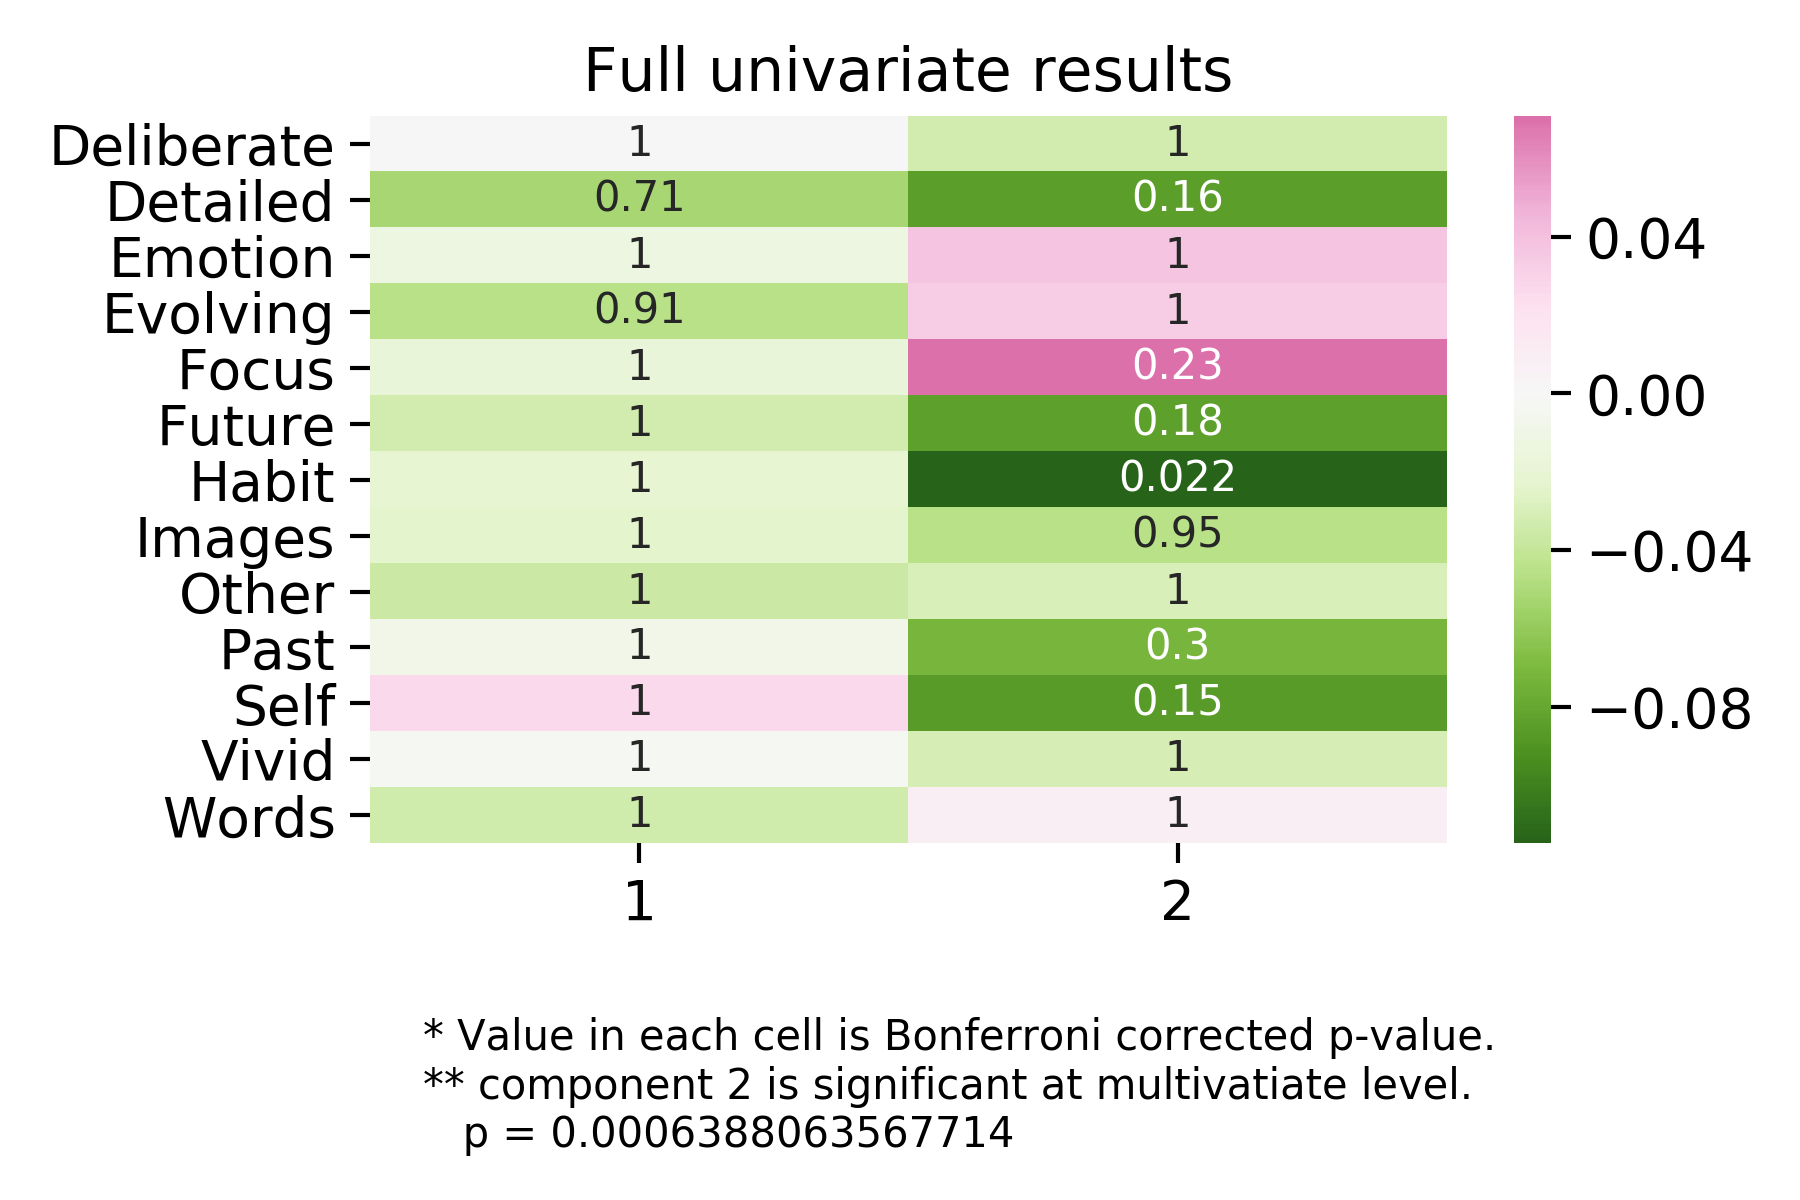 Full univariate results
Deliberate 1 1
Detailed 0.71 0.16
Emotion 1 1
Evolving 0.91 1
Focus 1 0.23
Future 1 0.18
Habit 1 0.022
Images 1 0.95
Other 1 1
Past 1 0.3
Self 1 0.15
Vivid 1 1
Words 1 1
1 2
0.04
0.00
−0.04
−0.08
* Value in each cell is Bonferroni corrected p-value.
** component 2 is significant at multivatiate level.
p = 0.0006388063567714